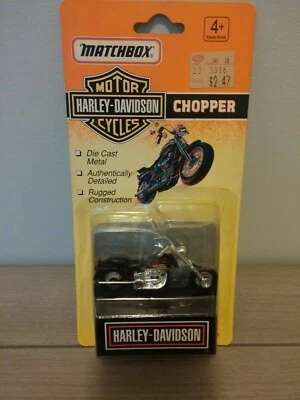 MATCHBOX
4+
MOTOR
HARLEY-DAVIDSON
CYCLES
CHOPPER
$2.47
Die Cast
Metal
Authentically
Detailed
Rugged
Construction
HARLEY-DAVIDSON